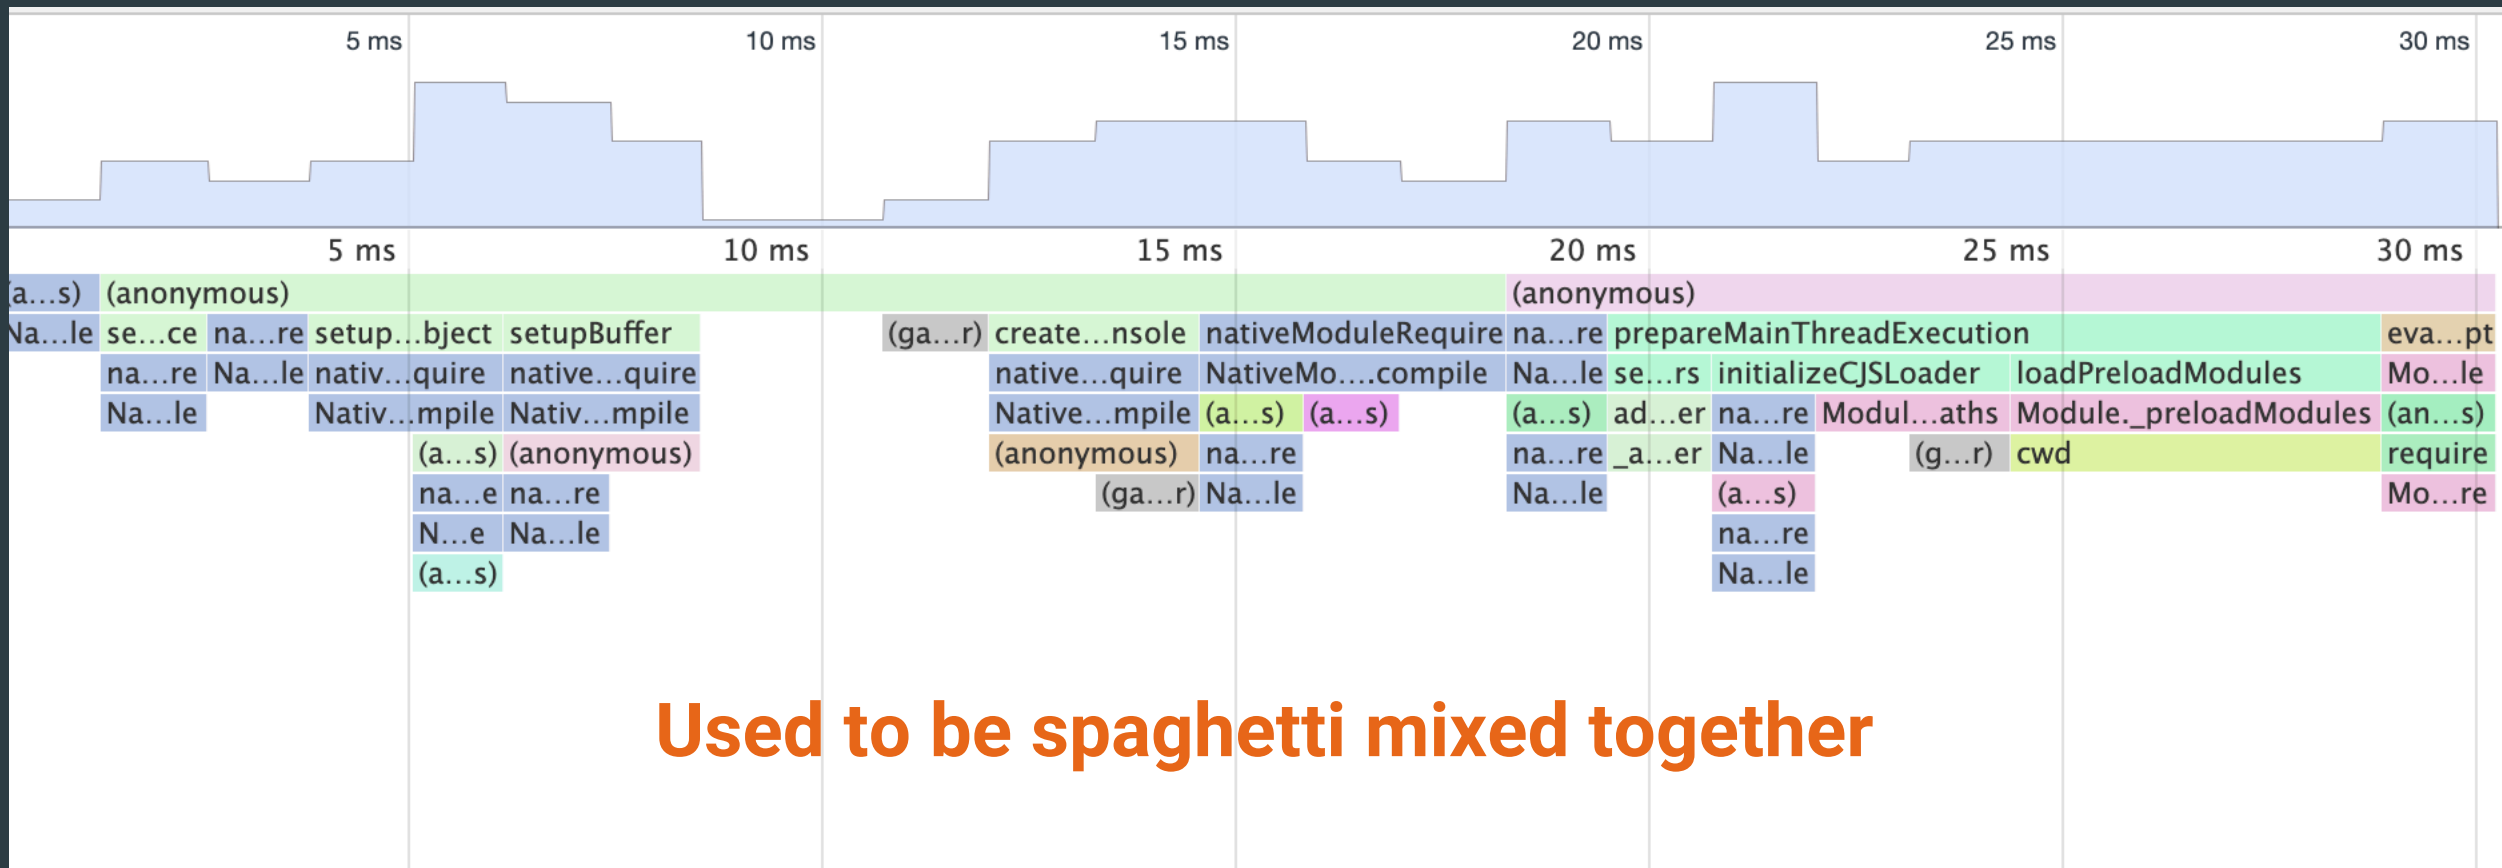 5 ms 10 ms 15 ms 20 ms 25 ms 30 ms
5 ms 10 ms 15 ms 20 ms 25 ms 30 ms
(a...s) (anonymous) (anonymous)
Na...le se...ce na...re setup...bject setupBuffer (ga...r) create...nsole nativeModuleRequire na...re prepareMainThreadExecution eva...pt
na...re Na...le nativ...quire native...quire native...quire NativeMo....compile Na...le se...rs initializeCJSLoader loadPreloadModules Mo...le
Na...le Nativ...mpile Nativ...mpile Native...mpile (a...s) (a...s) (a...s) ad...er na...re Modul...aths Module._preloadModules (an...s)
(a...s) (anonymous) (anonymous) na...re na...re _a...er Na...le (g...r) cwd require
na...e na...re (ga...r) Na...le Na...le (a...s) Mo...re
N...e Na...le na...re
(a...s) Na...le
Used to be spaghetti mixed together